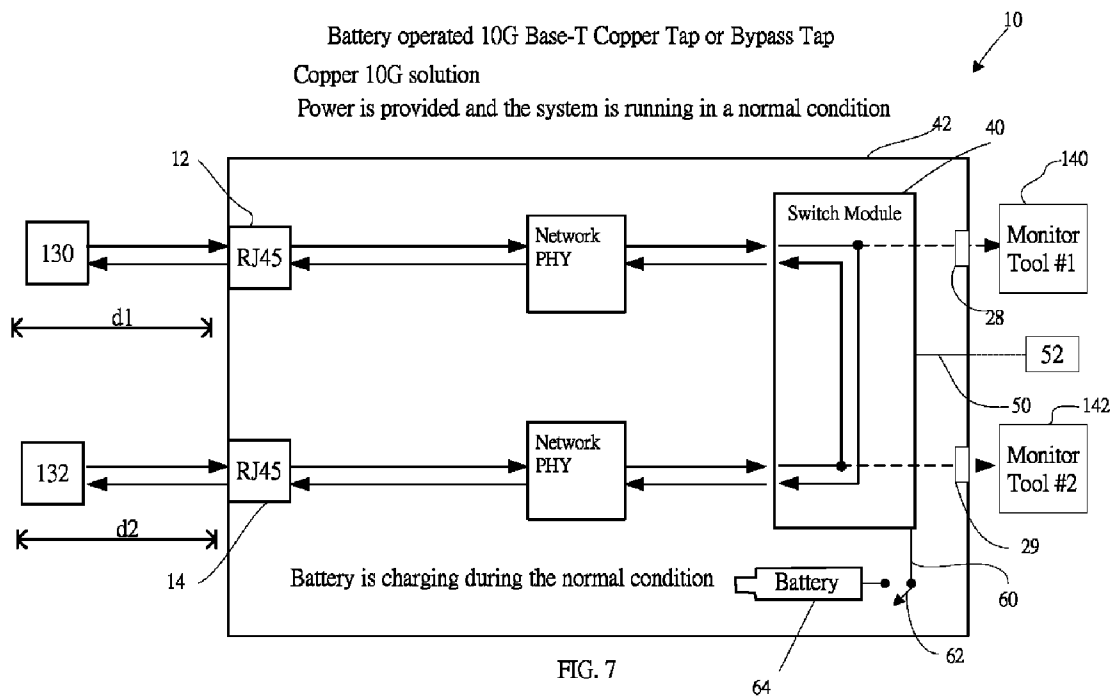 Battery operated 10G Base-T Copper Tap or Bypass Tap
10
Copper 10G solution
Power is provided and the system is running in a normal condition
42
40
12
140
130
RJ45
Network
PHY
Switch Module
Monitor
Tool #1
28
d1
52
50
142
132
RJ45
Network
PHY
Monitor
Tool #2
d2
14
29
Battery is charging during the normal condition
Battery
60
62
64
FIG. 7